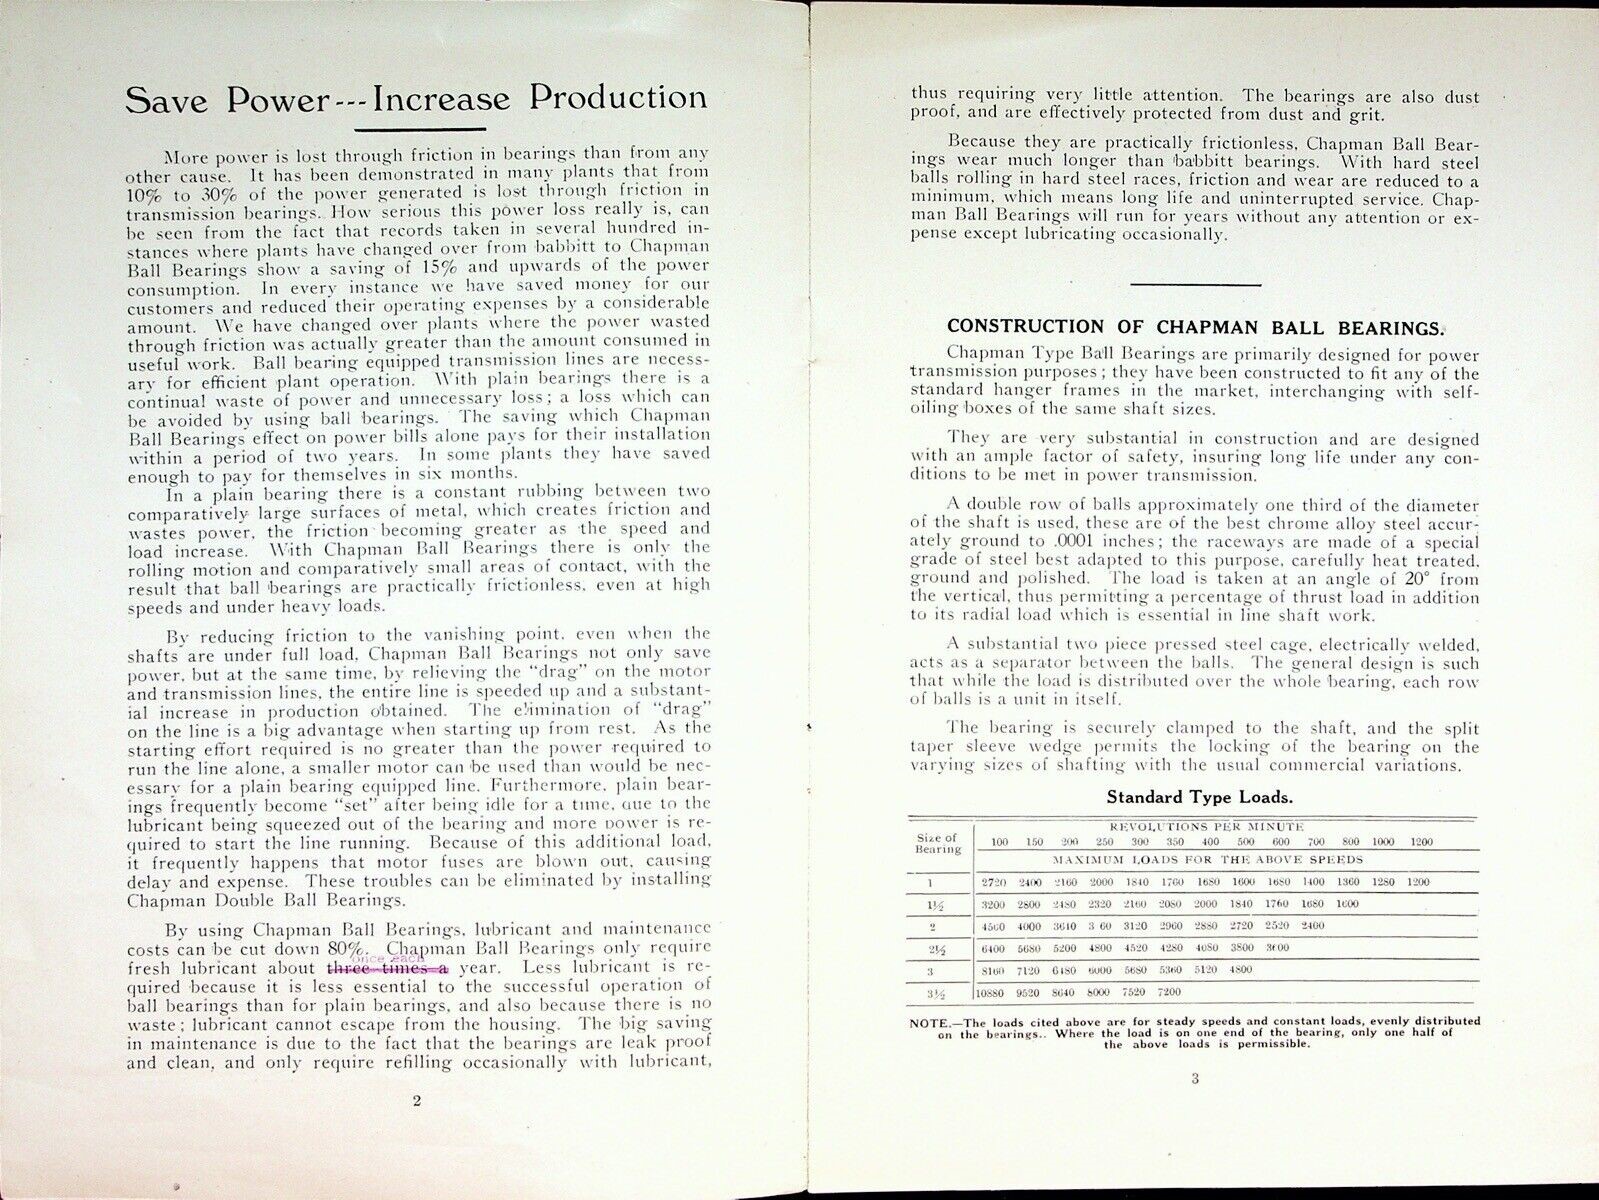 Save Power---Increase Production
More power is lost through friction in bearings than from any
other cause. It has been demonstrated in many plants that from
10% to 30% of the power generated is lost through friction in
transmission bearings. How serious this power loss really is, can
be seen from the fact that records taken in several hundred in-
stances where plants have changed over from babbitt to Chapman
Ball Bearings show a saving of 15% and upwards of the power
consumption. In every instance we have saved money for our
customers and reduced their operating expenses by a considerable
amount. We have changed over plants where the power wasted
through friction was actually greater than the amount consumed in
useful work. Ball bearing equipped transmission lines are necess-
ary for efficient plant operation. With plain bearings there is a
continual waste of power and unnecessary loss; a loss which can
be avoided by using ball bearings. The saving which Chapman
Ball Bearings effect on power bills alone pays for their installation
within a period of two years. In some plants they have saved
enough to pay for themselves in six months.
In a plain bearing there is a constant rubbing between two
comparatively large surfaces of metal, which creates friction and
wastes power, the friction becoming greater as the speed and
load increase. With Chapman Ball Bearings there is only the
rolling motion and comparatively small areas of contact, with the
result that ball bearings are practically frictionless, even at high
speeds and under heavy loads.
By reducing friction to the vanishing point, even when the
shafts are under full load, Chapman Ball Bearings not only save
power, but at the same time, by relieving the "drag" on the motor
and transmission lines, the entire line is speeded up and a substant-
ial increase in production obtained. The elimination of "drag"
on the line is a big advantage when starting up from rest. As the
starting effort required is no greater than the power required to
run the line alone, a smaller motor can be used than would be nec-
essary for a plain bearing equipped line. Furthermore, plain bear-
ings frequently become "set" after being idle for a time, due to the
lubricant being squeezed out of the bearing and more power is re-
quired to start the line running. Because of this additional load,
it frequently happens that motor fuses are blown out, causing
delay and expense. These troubles can be eliminated by installing
Chapman Double Ball Bearings.
By using Chapman Ball Bearings, lubricant and maintenance
costs can be cut down 80%. Chapman Ball Bearings only require
once each
fresh lubricant about three times a year. Less lubricant is re-
quired because it is less essential to the successful operation of
ball bearings than for plain bearings, and also because there is no
waste; lubricant cannot escape from the housing. The big saving
in maintenance is due to the fact that the bearings are leak proof
and clean, and only require refilling occasionally with lubricant,
2
thus requiring very little attention. The bearings are also dust
proof, and are effectively protected from dust and grit.
Because they are practically frictionless, Chapman Ball Bear-
ings wear much longer than babbitt bearings. With hard steel
balls rolling in hard steel races, friction and wear are reduced to a
minimum, which means long life and uninterrupted service. Chap-
man Ball Bearings will run for years without any attention or ex-
pense except lubricating occasionally.
CONSTRUCTION OF CHAPMAN BALL BEARINGS.
Chapman Type Ball Bearings are primarily designed for power
transmission purposes; they have been constructed to fit any of the
standard hanger frames in the market, interchanging with self-
oiling boxes of the same shaft sizes.
They are very substantial in construction and are designed
with an ample factor of safety, insuring long life under any con-
ditions to be met in power transmission.
A double row of balls approximately one third of the diameter
of the shaft is used, these are of the best chrome alloy steel accur-
ately ground to .0001 inches; the raceways are made of a special
grade of steel best adapted to this purpose, carefully heat treated,
ground and polished. The load is taken at an angle of 20° from
the vertical, thus permitting a percentage of thrust load in addition
to its radial load which is essential in line shaft work.
A substantial two piece pressed steel cage, electrically welded,
acts as a separator between the balls. The general design is such
that while the load is distributed over the whole bearing, each row
of balls is a unit in itself.
The bearing is securely clamped to the shaft, and the split
taper sleeve wedge permits the locking of the bearing on the
varying sizes of shafting with the usual commercial variations.
Standard Type Loads.
Size of Bearing
REVOLUTIONS PER MINUTE
100 150 200 250 300 350 400 500 600 700 800 1000 1200
MAXIMUM LOADS FOR THE ABOVE SPEEDS
1 2720 2400 2160 2000 1840 1760 1680 1600 1680 1400 1360 1280 1200
1½ 3200 2800 2480 2320 2160 2080 2000 1840 1760 1680 1600
2 4560 4000 3640 3120 2960 2880 2720 2520 2400
2½ 6400 5680 5200 4800 4520 4280 4080 3800 3600
3 8160 7120 6480 6000 5680 5360 5120 4800
3½ 10880 9520 8640 8000 7520 7200
NOTE.—The loads cited above are for steady speeds and constant loads, evenly distributed
on the bearings.. Where the load is on one end of the bearing, only one half of
the above loads is permissible.
3